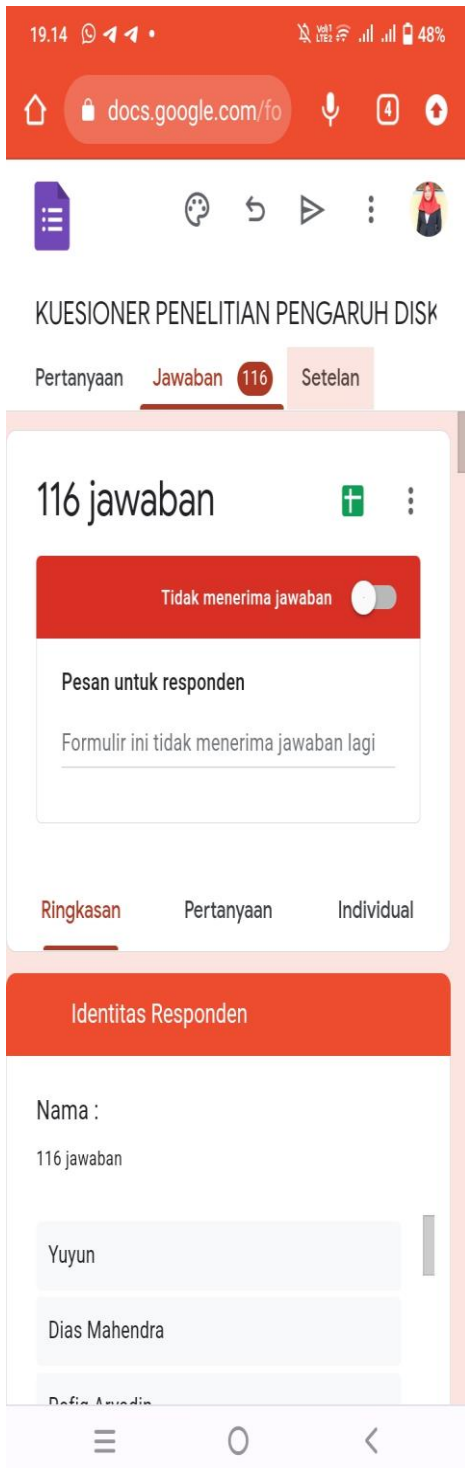 19.14 48%
docs.google.com/fo 4
KUESIONER PENELITIAN PENGARUH DISK
Pertanyaan Jawaban 116 Setelan
116 jawaban
Tidak menerima jawaban
Pesan untuk responden
Formulir ini tidak menerima jawaban lagi
Ringkasan Pertanyaan Individual
Identitas Responden
Nama :
116 jawaban
Yuyun
Dias Mahendra